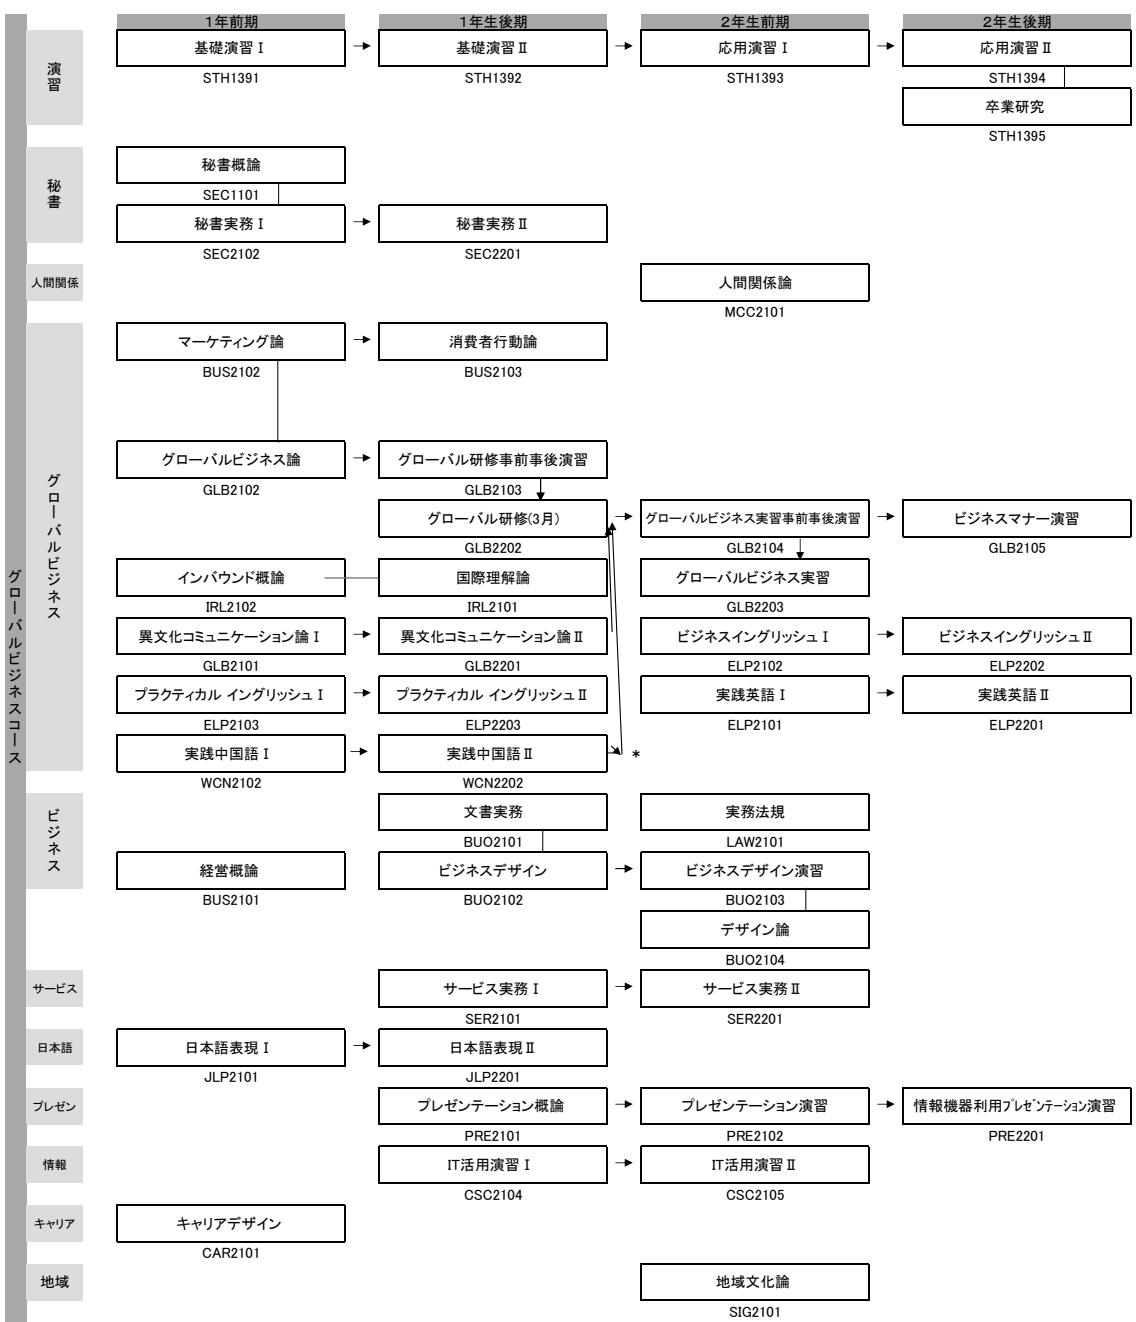 グローバルビジネスコース
１年前期 １年生後期 ２年生前期 ２年生後期
演習
基礎演習Ⅰ 基礎演習Ⅱ 応用演習Ⅰ 応用演習Ⅱ
STH1391 STH1392 STH1393 STH1394
卒業研究
STH1395
秘書
秘書概論
SEC1101
秘書実務Ⅰ 秘書実務Ⅱ
SEC2102 SEC2201
人間関係
人間関係論
MCC2101
グローバルビジネス
マーケティング論 消費者行動論
BUS2102 BUS2103
グローバルビジネス論 グローバル研修事前事後演習
GLB2102 GLB2103
グローバル研修(3月) グローバルビジネス実習事前事後演習 ビジネスマナー演習
GLB2202 GLB2104 GLB2105
インバウンド概論 国際理解論 グローバルビジネス実習
IRL2102 IRL2101 GLB2203
異文化コミュニケーション論Ⅰ 異文化コミュニケーション論Ⅱ ビジネスイングリッシュⅠ ビジネスイングリッシュⅡ
GLB2101 GLB2201 ELP2102 ELP2202
プラクティカル イングリッシュⅠ プラクティカル イングリッシュⅡ 実践英語Ⅰ 実践英語Ⅱ
ELP2103 ELP2203 ELP2101 ELP2201
実践中国語Ⅰ 実践中国語Ⅱ *
WCN2102 WCN2202
ビジネス
文書実務 実務法規
BUO2101 LAW2101
経営概論 ビジネスデザイン ビジネスデザイン演習
BUS2101 BUO2102 BUO2103
デザイン論
BUO2104
サービス
サービス実務Ⅰ サービス実務Ⅱ
SER2101 SER2201
日本語
日本語表現Ⅰ 日本語表現Ⅱ
JLP2101 JLP2201
プレゼン
プレゼンテーション概論 プレゼンテーション演習 情報機器利用ﾌﾟﾚｾﾞﾝﾃｰｼｮﾝ演習
PRE2101 PRE2102 PRE2201
情報
IT活用演習Ⅰ IT活用演習Ⅱ
CSC2104 CSC2105
キャリア
キャリアデザイン
CAR2101
地域
地域文化論
SIG2101